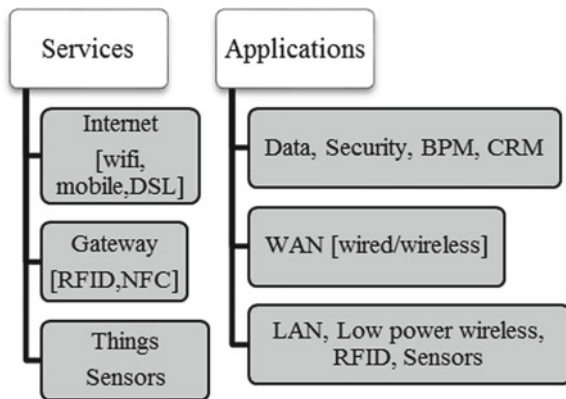 Services
Internet
[wifi,
mobile,DSL]
Gateway
[RFID,NFC]
Things
Sensors
Applications
Data, Security, BPM, CRM
WAN [wired/wireless]
LAN, Low power wireless,
RFID, Sensors